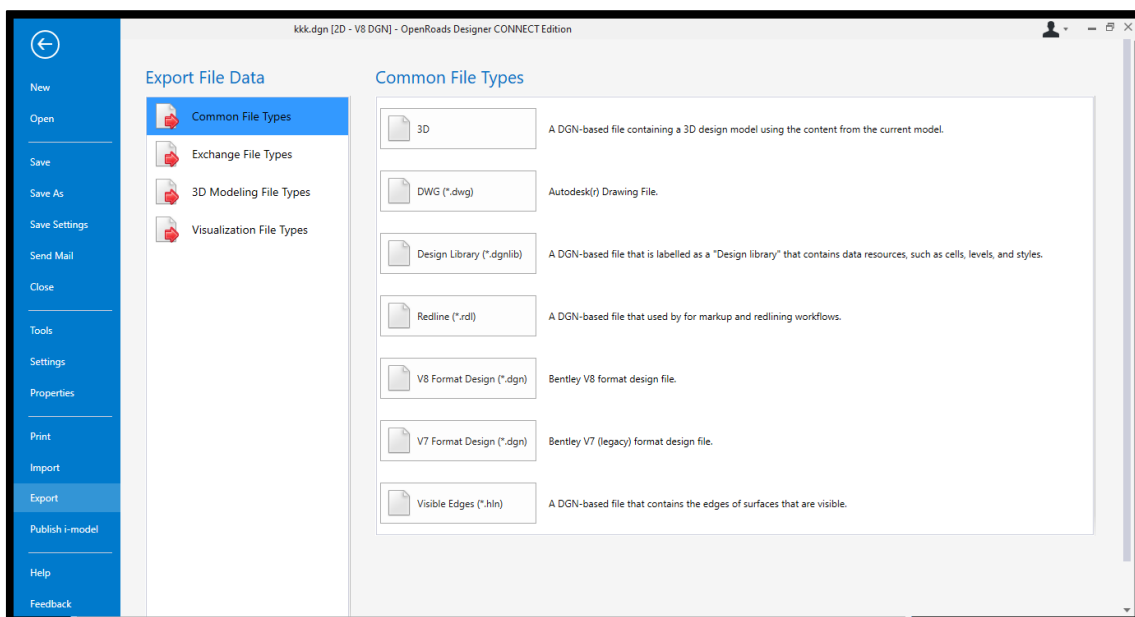 kkk.dgn [2D - V8 DGN] - OpenRoads Designer CONNECT Edition
New
Open
Save
Save As
Save Settings
Send Mail
Close
Tools
Settings
Properties
Print
Import
Export
Publish i-model
Help
Feedback
Export File Data
Common File Types
Exchange File Types
3D Modeling File Types
Visualization File Types
Common File Types
3D A DGN-based file containing a 3D design model using the content from the current model.
DWG (*.dwg) Autodesk(r) Drawing File.
Design Library (*.dgnlib) A DGN-based file that is labelled as a "Design library" that contains data resources, such as cells, levels, and styles.
Redline (*.rdl) A DGN-based file that used by for markup and redlining workflows.
V8 Format Design (*.dgn) Bentley V8 format design file.
V7 Format Design (*.dgn) Bentley V7 (legacy) format design file.
Visible Edges (*.hln) A DGN-based file that contains the edges of surfaces that are visible.